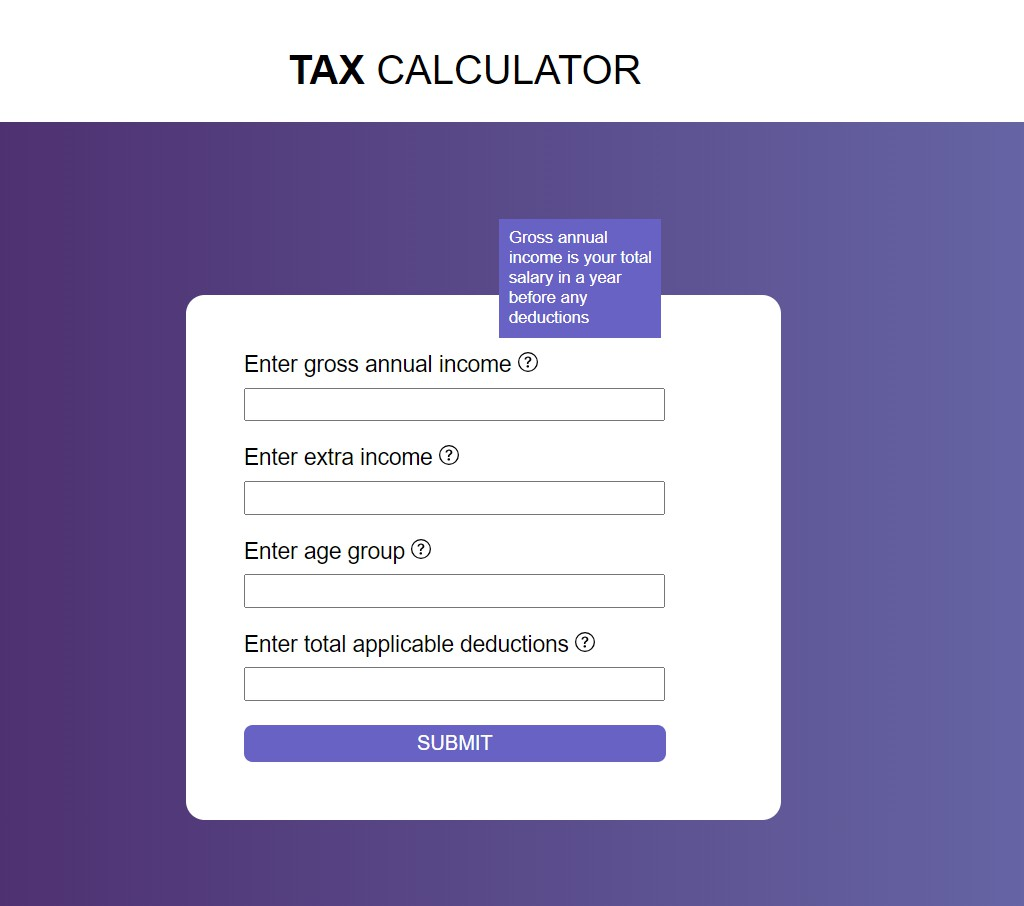 TAX CALCULATOR
Gross annual
income is your total
salary in a year
before any
deductions
Enter gross annual income ?
Enter extra income ?
Enter age group ?
Enter total applicable deductions ?
SUBMIT